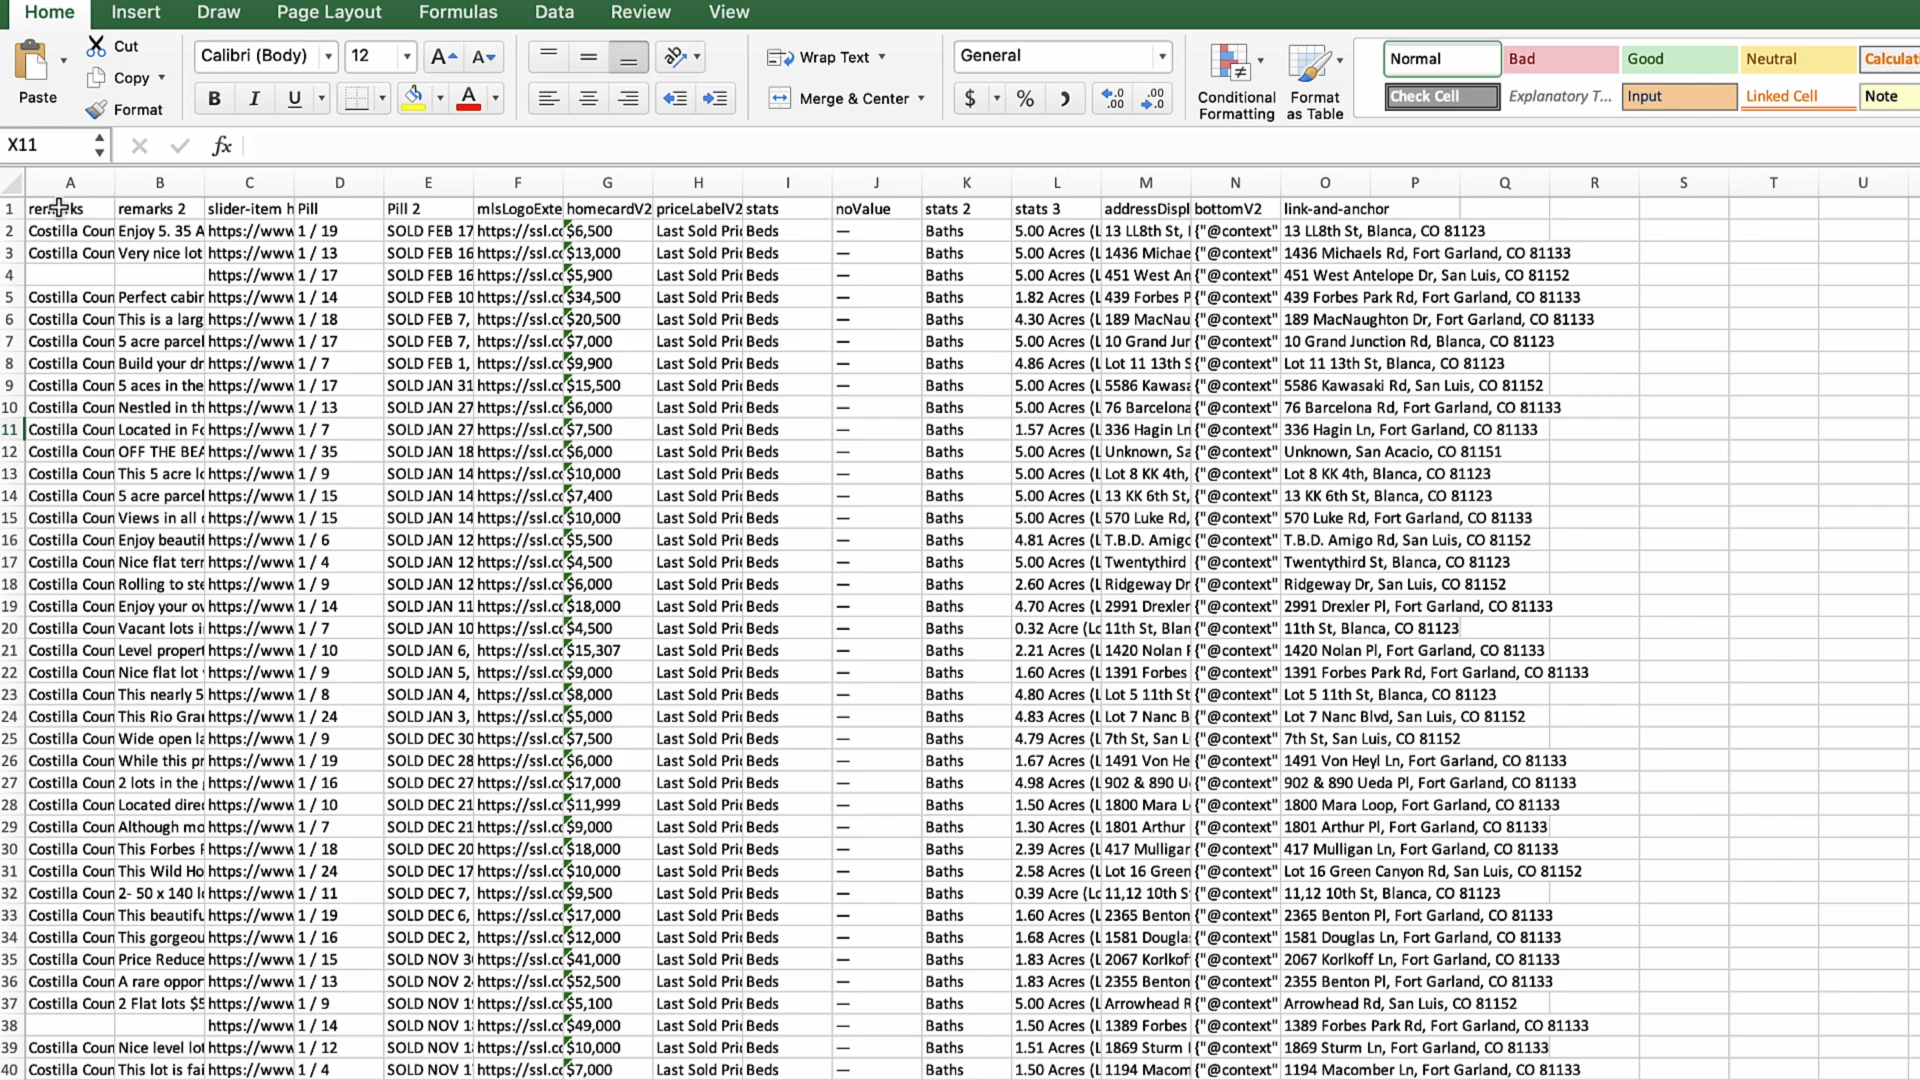 Home Insert Draw Page Layout Formulas Data Review View
Paste Cut Copy Format
Calibri (Body) 12 A A
B I U A
Wrap Text
Merge & Center
General
$ % .00 .00
Conditional Formatting
Format as Table
Normal Bad Good Neutral Calculati
Check Cell Explanatory T... Input Linked Cell Note
X11 fx
A B C D E F G H I J K L M N O P Q R S T U
1 remarks remarks 2 slider-item h Pill Pill 2 mlsLogoExte homecardV2 priceLabelV2 stats noValue stats 2 stats 3 addressDispl bottomV2 link-and-anchor
2 Costilla Coun Enjoy 5. 35 A https://www 1 / 19 SOLD FEB 17 https://ssl.cc $6,500 Last Sold Pric Beds — Baths 5.00 Acres (L 13 LL8th St, {"@context" 13 LL8th St, Blanca, CO 81123
3 Costilla Coun Very nice lot https://www 1 / 13 SOLD FEB 16 https://ssl.cc $13,000 Last Sold Pric Beds — Baths 5.00 Acres (L 1436 Michae {"@context" 1436 Michaels Rd, Fort Garland, CO 81133
4 https://www 1 / 17 SOLD FEB 16 https://ssl.cc $5,900 Last Sold Pric Beds — Baths 5.00 Acres (L 451 West An {"@context" 451 West Antelope Dr, San Luis, CO 81152
5 Costilla Coun Perfect cabir https://www 1 / 14 SOLD FEB 10 https://ssl.cc $34,500 Last Sold Pric Beds — Baths 1.82 Acres (L 439 Forbes P {"@context" 439 Forbes Park Rd, Fort Garland, CO 81133
6 Costilla Coun This is a larg https://www 1 / 18 SOLD FEB 7, https://ssl.cc $20,500 Last Sold Pric Beds — Baths 4.30 Acres (L 189 MacNau {"@context" 189 MacNaughton Dr, Fort Garland, CO 81133
7 Costilla Coun 5 acre parcel https://www 1 / 17 SOLD FEB 7, https://ssl.cc $7,000 Last Sold Pric Beds — Baths 5.00 Acres (L 10 Grand Jur {"@context" 10 Grand Junction Rd, Blanca, CO 81123
8 Costilla Coun Build your dr https://www 1 / 7 SOLD FEB 1, https://ssl.cc $9,900 Last Sold Pric Beds — Baths 4.86 Acres (L Lot 11 13th S {"@context" Lot 11 13th St, Blanca, CO 81123
9 Costilla Coun 5 aces in the https://www 1 / 17 SOLD JAN 31 https://ssl.cc $15,500 Last Sold Pric Beds — Baths 5.00 Acres (L 5586 Kawasa {"@context" 5586 Kawasaki Rd, San Luis, CO 81152
10 Costilla Coun Nestled in th https://www 1 / 13 SOLD JAN 27 https://ssl.cc $6,000 Last Sold Pric Beds — Baths 5.00 Acres (L 76 Barcelona {"@context" 76 Barcelona Rd, Fort Garland, CO 81133
11 Costilla Coun Located in Fo https://www 1 / 7 SOLD JAN 27 https://ssl.cc $7,500 Last Sold Pric Beds — Baths 1.57 Acres (L 336 Hagin Ln {"@context" 336 Hagin Ln, Fort Garland, CO 81133
12 Costilla Coun OFF THE BEA https://www 1 / 35 SOLD JAN 18 https://ssl.cc $6,000 Last Sold Pric Beds — Baths 5.00 Acres (L Unknown, Sa {"@context" Unknown, San Acacio, CO 81151
13 Costilla Coun This 5 acre lo https://www 1 / 9 SOLD JAN 14 https://ssl.cc $10,000 Last Sold Pric Beds — Baths 5.00 Acres (L Lot 8 KK 4th, {"@context" Lot 8 KK 4th, Blanca, CO 81123
14 Costilla Coun 5 acre parcel https://www 1 / 15 SOLD JAN 14 https://ssl.cc $7,400 Last Sold Pric Beds — Baths 5.00 Acres (L 13 KK 6th St, {"@context" 13 KK 6th St, Blanca, CO 81123
15 Costilla Coun Views in all https://www 1 / 15 SOLD JAN 14 https://ssl.cc $10,000 Last Sold Pric Beds — Baths 5.00 Acres (L 570 Luke Rd, {"@context" 570 Luke Rd, Fort Garland, CO 81133
16 Costilla Coun Enjoy beautif https://www 1 / 6 SOLD JAN 12 https://ssl.cc $5,500 Last Sold Pric Beds — Baths 4.81 Acres (L T.B.D. Amigo {"@context" T.B.D. Amigo Rd, San Luis, CO 81152
17 Costilla Coun Nice flat terr https://www 1 / 4 SOLD JAN 12 https://ssl.cc $4,500 Last Sold Pric Beds — Baths 5.00 Acres (L Twentythird {"@context" Twentythird St, Blanca, CO 81123
18 Costilla Coun Rolling to ste https://www 1 / 9 SOLD JAN 12 https://ssl.cc $6,000 Last Sold Pric Beds — Baths 2.60 Acres (L Ridgeway Dr {"@context" Ridgeway Dr, San Luis, CO 81152
19 Costilla Coun Enjoy your ov https://www 1 / 14 SOLD JAN 11 https://ssl.cc $18,000 Last Sold Pric Beds — Baths 4.70 Acres (L 2991 Drexler {"@context" 2991 Drexler Pl, Fort Garland, CO 81133
20 Costilla Coun Vacant lots i https://www 1 / 7 SOLD JAN 10 https://ssl.cc $4,500 Last Sold Pric Beds — Baths 0.32 Acre (Lo 11th St, Blan {"@context" 11th St, Blanca, CO 81123
21 Costilla Coun Level propert https://www 1 / 10 SOLD JAN 6, https://ssl.cc $15,307 Last Sold Pric Beds — Baths 2.21 Acres (L 1420 Nolan P {"@context" 1420 Nolan Pl, Fort Garland, CO 81133
22 Costilla Coun Nice flat lot https://www 1 / 9 SOLD JAN 5, https://ssl.cc $9,000 Last Sold Pric Beds — Baths 1.60 Acres (L 1391 Forbes {"@context" 1391 Forbes Park Rd, Fort Garland, CO 81133
23 Costilla Coun This nearly 5 https://www 1 / 8 SOLD JAN 4, https://ssl.cc $8,000 Last Sold Pric Beds — Baths 4.80 Acres (L Lot 5 11th St {"@context" Lot 5 11th St, Blanca, CO 81123
24 Costilla Coun This Rio Gra https://www 1 / 24 SOLD JAN 3, https://ssl.cc $5,000 Last Sold Pric Beds — Baths 4.83 Acres (L Lot 7 Nanc B {"@context" Lot 7 Nanc Blvd, San Luis, CO 81152
25 Costilla Coun Wide open la https://www 1 / 9 SOLD DEC 30 https://ssl.cc $7,500 Last Sold Pric Beds — Baths 4.79 Acres (L 7th St, San L {"@context" 7th St, San Luis, CO 81152
26 Costilla Coun While this pr https://www 1 / 19 SOLD DEC 28 https://ssl.cc $6,000 Last Sold Pric Beds — Baths 1.67 Acres (L 1491 Von He {"@context" 1491 Von Heyl Ln, Fort Garland, CO 81133
27 Costilla Coun 2 lots in the https://www 1 / 16 SOLD DEC 27 https://ssl.cc $17,000 Last Sold Pric Beds — Baths 4.98 Acres (L 902 & 890 U {"@context" 902 & 890 Ueda Pl, Fort Garland, CO 81133
28 Costilla Coun Located direc https://www 1 / 10 SOLD DEC 21 https://ssl.cc $11,999 Last Sold Pric Beds — Baths 1.50 Acres (L 1800 Mara L {"@context" 1800 Mara Loop, Fort Garland, CO 81133
29 Costilla Coun Although mo https://www 1 / 7 SOLD DEC 21 https://ssl.cc $9,000 Last Sold Pric Beds — Baths 1.30 Acres (L 1801 Arthur {"@context" 1801 Arthur Pl, Fort Garland, CO 81133
30 Costilla Coun This Forbes P https://www 1 / 18 SOLD DEC 20 https://ssl.cc $18,000 Last Sold Pric Beds — Baths 2.39 Acres (L 417 Mulligar {"@context" 417 Mulligan Ln, Fort Garland, CO 81133
31 Costilla Coun This Wild Ho https://www 1 / 24 SOLD DEC 17 https://ssl.cc $10,000 Last Sold Pric Beds — Baths 2.58 Acres (L Lot 16 Green {"@context" Lot 16 Green Canyon Rd, San Luis, CO 81152
32 Costilla Coun 2- 50 x 140 lo https://www 1 / 11 SOLD DEC 7, https://ssl.cc $9,500 Last Sold Pric Beds — Baths 0.39 Acre (Lo 11,12 10th S {"@context" 11,12 10th St, Blanca, CO 81123
33 Costilla Coun This beautifu https://www 1 / 19 SOLD DEC 6, https://ssl.cc $17,000 Last Sold Pric Beds — Baths 1.60 Acres (L 2365 Benton {"@context" 2365 Benton Pl, Fort Garland, CO 81133
34 Costilla Coun This gorgeou https://www 1 / 16 SOLD DEC 2, https://ssl.cc $12,000 Last Sold Pric Beds — Baths 1.68 Acres (L 1581 Dougla {"@context" 1581 Douglas Ln, Fort Garland, CO 81133
35 Costilla Coun Price Reduce https://www 1 / 15 SOLD NOV 30 https://ssl.cc $41,000 Last Sold Pric Beds — Baths 1.83 Acres (L 2067 Korlkof {"@context" 2067 Korlkoff Ln, Fort Garland, CO 81133
36 Costilla Coun A rare oppor https://www 1 / 13 SOLD NOV 2 https://ssl.cc $52,500 Last Sold Pric Beds — Baths 1.83 Acres (L 2355 Benton {"@context" 2355 Benton Pl, Fort Garland, CO 81133
37 Costilla Coun 2 Flat lots $5 https://www 1 / 9 SOLD NOV 1 https://ssl.cc $5,100 Last Sold Pric Beds — Baths 5.00 Acres (L Arrowhead R {"@context" Arrowhead Rd, San Luis, CO 81152
38 https://www 1 / 14 SOLD NOV 1 https://ssl.cc $49,000 Last Sold Pric Beds — Baths 1.50 Acres (L 1389 Forbes {"@context" 1389 Forbes Park Rd, Fort Garland, CO 81133
39 Costilla Coun Nice level lot https://www 1 / 12 SOLD NOV 1 https://ssl.cc $10,000 Last Sold Pric Beds — Baths 1.51 Acres (L 1869 Sturm {"@context" 1869 Sturm Ln, Fort Garland, CO 81133
40 Costilla Coun This lot is fai https://www 1 / 4 SOLD NOV 1 https://ssl.cc $7,000 Last Sold Pric Beds — Baths 1.50 Acres (L 1194 Macom {"@context" 1194 Macomber Ln, Fort Garland, CO 81133